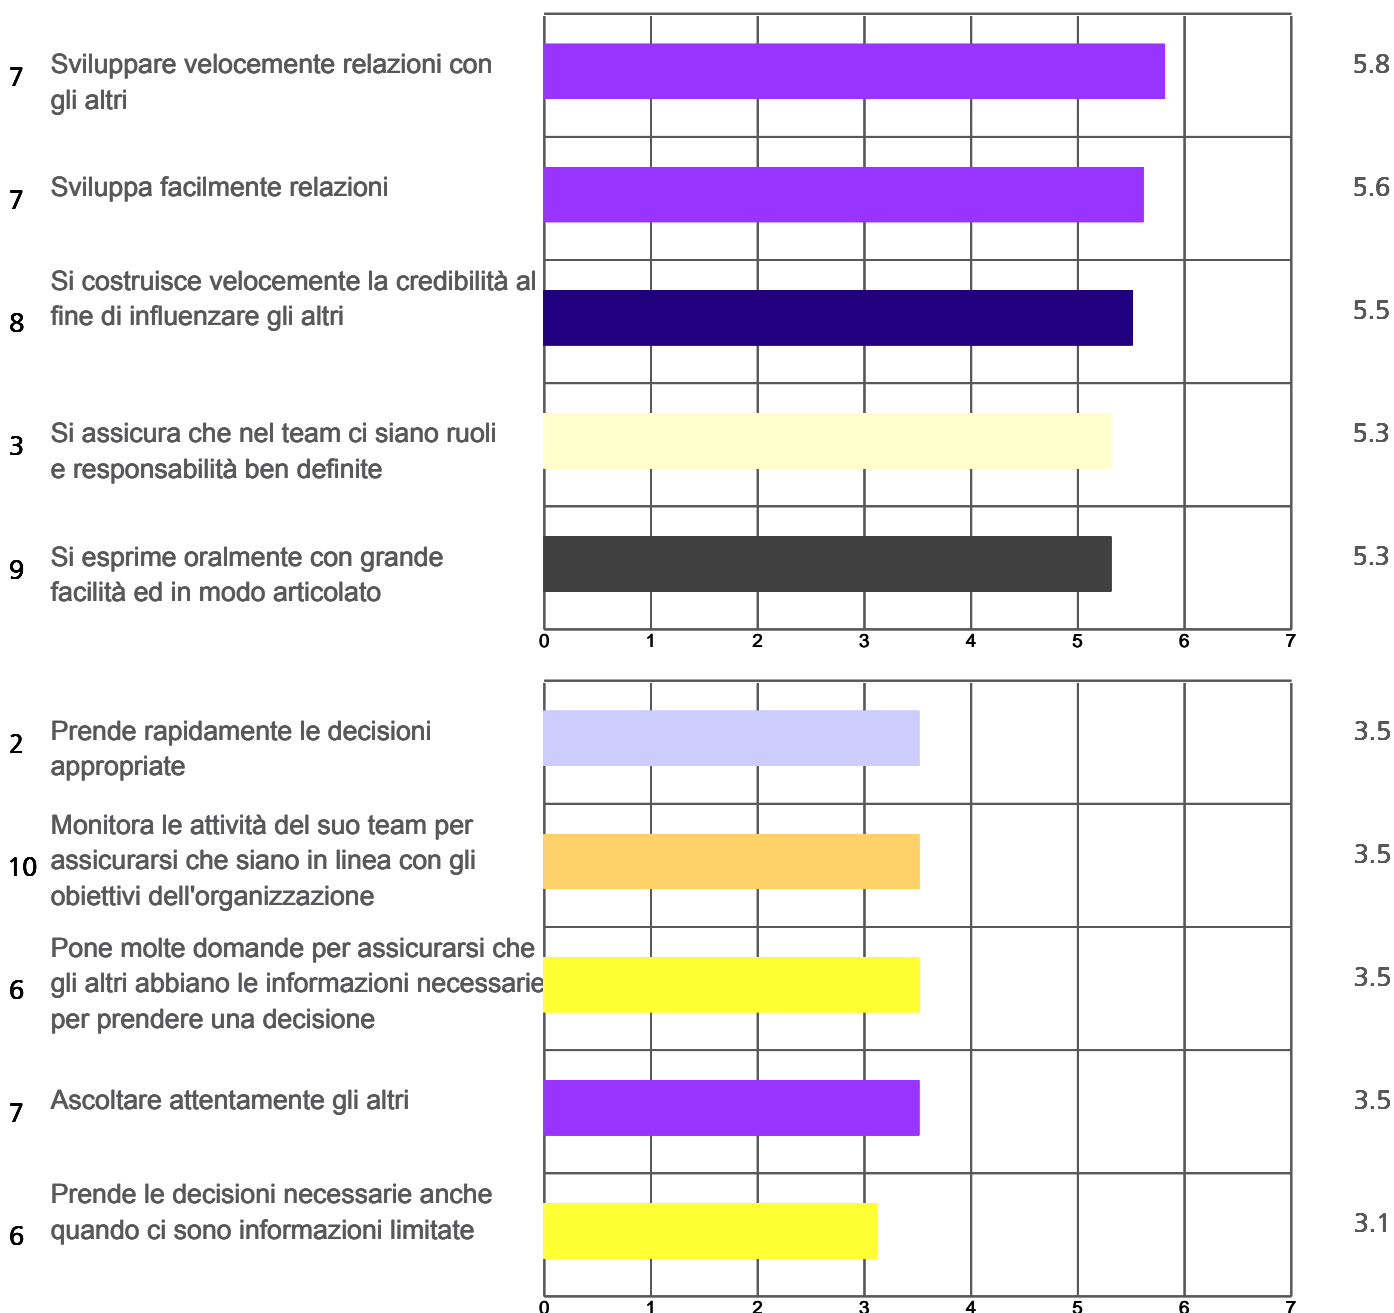 7 Sviluppare velocemente relazioni con
gli altri
5.8
7 Sviluppa facilmente relazioni
5.6
8 Si costruisce velocemente la credibilità al
fine di influenzare gli altri
5.5
3 Si assicura che nel team ci siano ruoli
e responsabilità ben definite
5.3
9 Si esprime oralmente con grande
facilità ed in modo articolato
5.3
0 1 2 3 4 5 6 7
2 Prende rapidamente le decisioni
appropriate
3.5
10 Monitora le attività del suo team per
assicurarsi che siano in linea con gli
obiettivi dell'organizzazione
3.5
6 Pone molte domande per assicurarsi che
gli altri abbiano le informazioni necessarie
per prendere una decisione
3.5
7 Ascoltare attentamente gli altri
3.5
6 Prende le decisioni necessarie anche
quando ci sono informazioni limitate
3.1
0 1 2 3 4 5 6 7